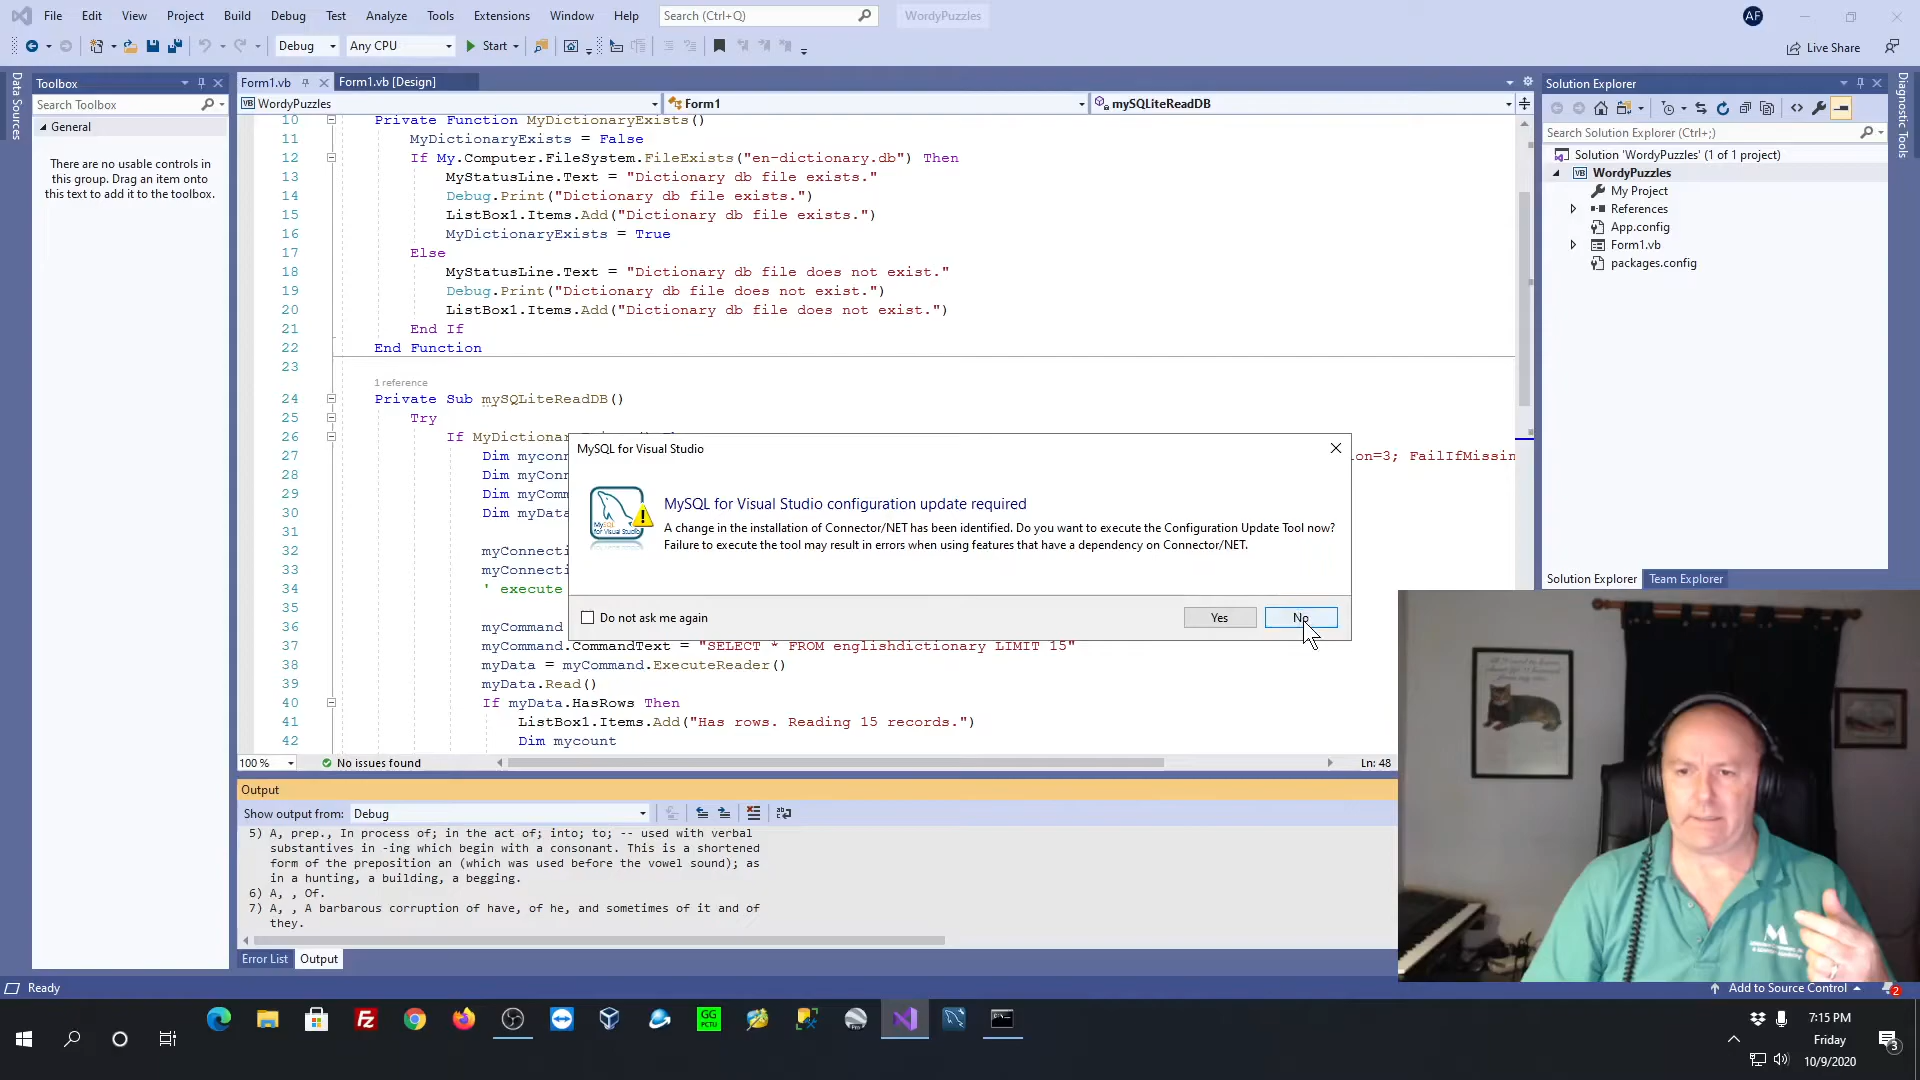 File Edit View Project Build Debug Test Analyze Tools Extensions Window Help Search (Ctrl+Q) WordyPuzzles AF
Debug Any CPU Start Live Share
Data Sources
Toolbox
Search Toolbox
General
There are no usable controls in
this group. Drag an item onto
this text to add it to the toolbox.
Form1.vb Form1.vb [Design]
WordyPuzzles Form1 mySQLiteReadDB
10 Private Function MyDictionaryExists()
11 MyDictionaryExists = False
12 If My.Computer.FileSystem.FileExists("en-dictionary.db") Then
13 MyStatusLine.Text = "Dictionary db file exists."
14 Debug.Print("Dictionary db file exists.")
15 ListBox1.Items.Add("Dictionary db file exists.")
16 MyDictionaryExists = True
17 Else
18 MyStatusLine.Text = "Dictionary db file does not exist."
19 Debug.Print("Dictionary db file does not exist.")
20 ListBox1.Items.Add("Dictionary db file does not exist.")
21 End If
22 End Function
23
1 reference
24 Private Sub mySQLiteReadDB()
25 Try
26 If MyDictionar
27 Dim myconn ion=3; FailIfMissin
28 Dim myConn
29 Dim myComm
30 Dim myData
31
32 myConnecti
33 myConnecti
34 ' execute
35
36 myCommand
37 myCommand.CommandText = "SELECT * FROM englishdictionary LIMIT 15"
38 myData = myCommand.ExecuteReader()
39 myData.Read()
40 If myData.HasRows Then
41 ListBox1.Items.Add("Has rows. Reading 15 records.")
42 Dim mycount
100 % No issues found Ln: 48
MySQL for Visual Studio
MySQL for Visual Studio configuration update required
A change in the installation of Connector/NET has been identified. Do you want to execute the Configuration Update Tool now?
Failure to execute the tool may result in errors when using features that have a dependency on Connector/NET.
Do not ask me again Yes No
Output
Show output from: Debug
5) A, prep., In process of; in the act of; into; to; -- used with verbal
substantives in -ing which begin with a consonant. This is a shortened
form of the preposition an (which was used before the vowel sound); as
in a hunting, a building, a begging.
6) A, , Of.
7) A, , A barbarous corruption of have, of he, and sometimes of it and of
they.
Error List Output
Solution Explorer
Search Solution Explorer (Ctrl+;)
Solution 'WordyPuzzles' (1 of 1 project)
WordyPuzzles
My Project
References
App.config
Form1.vb
packages.config
Solution Explorer Team Explorer
Diagnostic Tools
Ready Add to Source Control 2
GG
PCTU
7:15 PM
Friday
10/9/2020
3